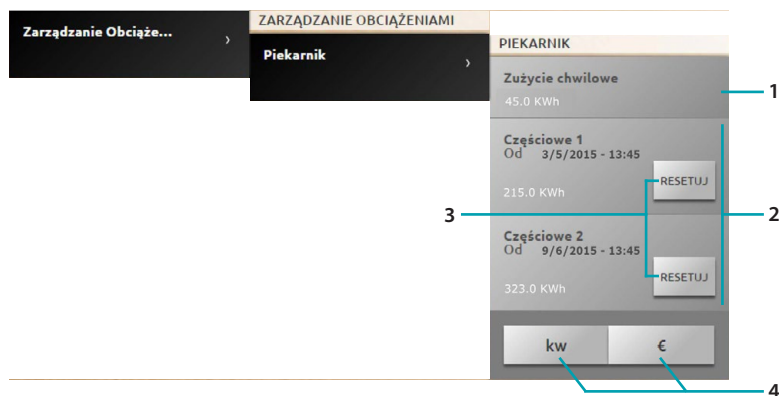 Zarządzanie Obciąże... ›
ZARZĄDZANIE OBCIĄŻENIAMI
Piekarnik ›
PIEKARNIK
Zużycie chwilowe
45.0 KWh
1
Częściowe 1
Od 3/5/2015 - 13:45
RESETUJ
215.0 KWh
2
3
Częściowe 2
Od 9/6/2015 - 13:45
RESETUJ
323.0 KWh
kw €
4